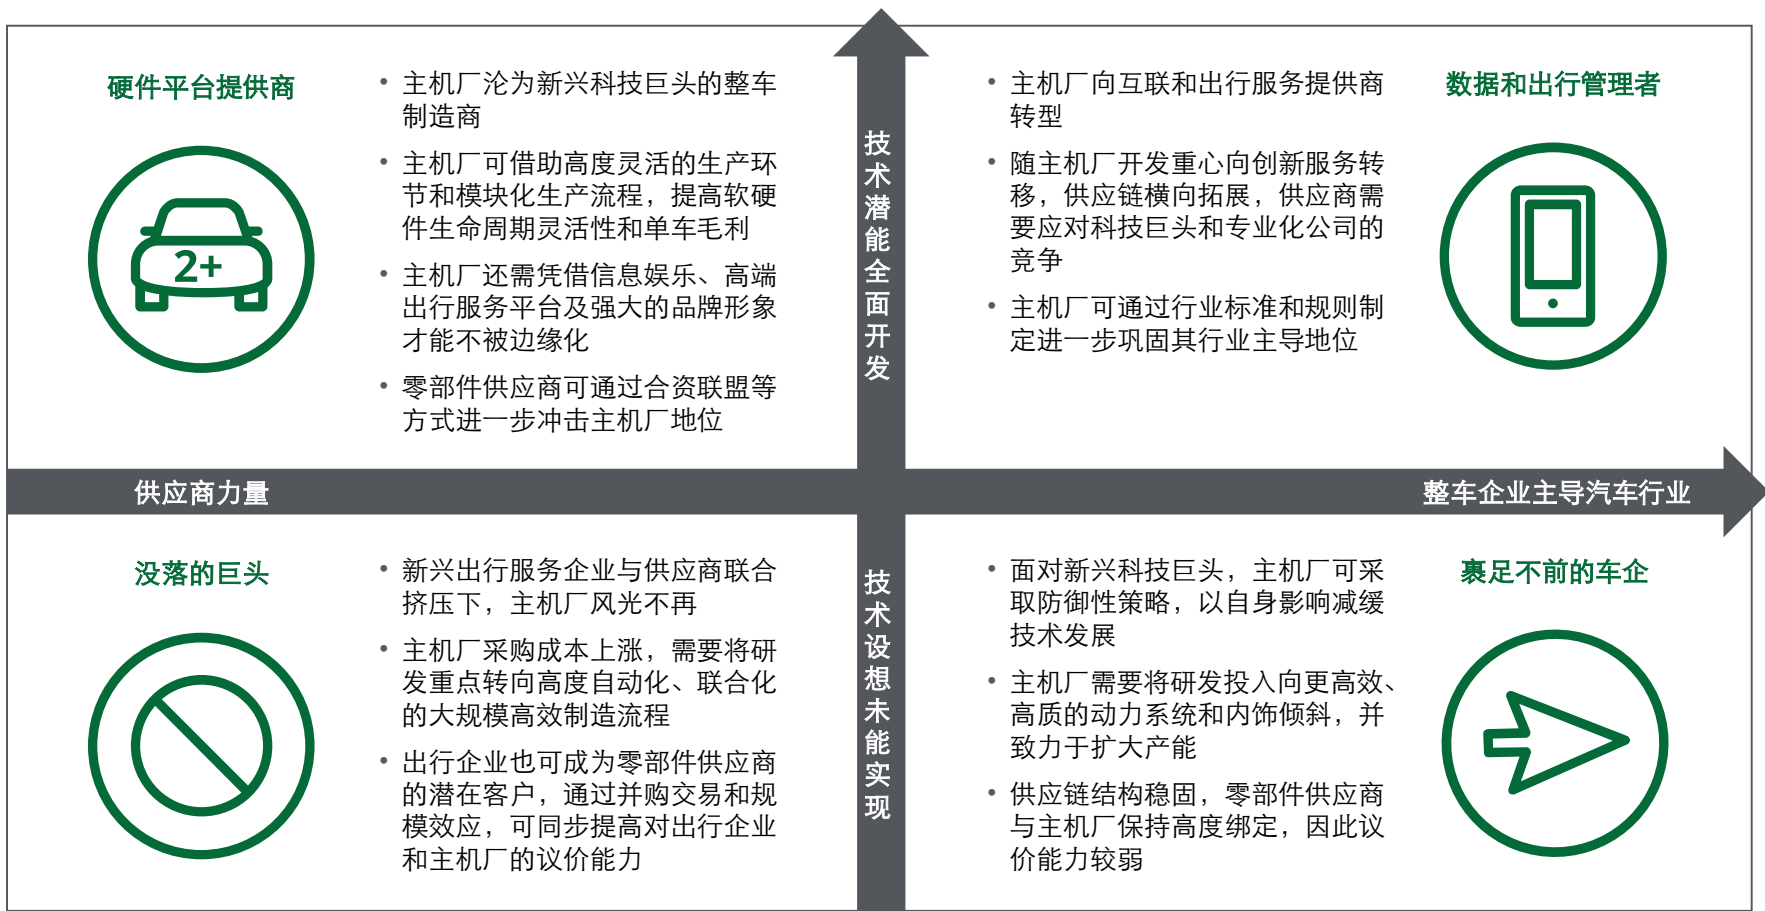 硬件平台提供商
2+
• 主机厂沦为新兴科技巨头的整车
制造商
• 主机厂可借助高度灵活的生产环
节和模块化生产流程，提高软硬
件生命周期灵活性和单车毛利
• 主机厂还需凭借信息娱乐、高端
出行服务平台及强大的品牌形象
才能不被边缘化
• 零部件供应商可通过合资联盟等
方式进一步冲击主机厂地位
技术潜能全面开发
• 主机厂向互联和出行服务提供商
转型
• 随主机厂开发重心向创新服务转
移，供应链横向拓展，供应商需
要应对科技巨头和专业化公司的
竞争
• 主机厂可通过行业标准和规则制
定进一步巩固其行业主导地位
数据和出行管理者
供应商力量
整车企业主导汽车行业
没落的巨头
• 新兴出行服务企业与供应商联合
挤压下，主机厂风光不再
• 主机厂采购成本上涨，需要将研
发重点转向高度自动化、联合化
的大规模高效制造流程
• 出行企业也可成为零部件供应商
的潜在客户，通过并购交易和规
模效应，可同步提高对出行企业
和主机厂的议价能力
技术设想未能实现
• 面对新兴科技巨头，主机厂可采
取防御性策略，以自身影响减缓
技术发展
• 主机厂需要将研发投入向更高效、
高质的动力系统和内饰倾斜，并
致力于扩大产能
• 供应链结构稳固，零部件供应商
与主机厂保持高度绑定，因此议
价能力较弱
裹足不前的车企